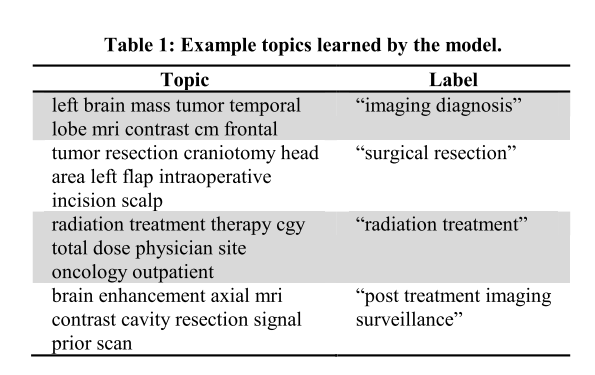 Table 1: Example topics learned by the model.
Topic Label
left brain mass tumor temporal “imaging diagnosis”
lobe mri contrast cm frontal
tumor resection craniotomy head “surgical resection”
area left flap intraoperative
incision scalp
radiation treatment therapy cgy “radiation treatment”
total dose physician site
oncology outpatient
brain enhancement axial mri “post treatment imaging
contrast cavity resection signal surveillance”
prior scan